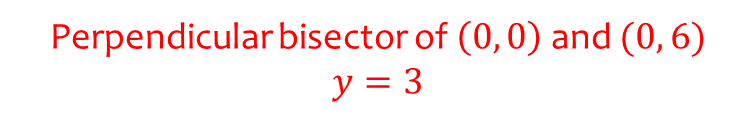 Perpendicular bisector of (0, 0) and (0, 6)
y = 3